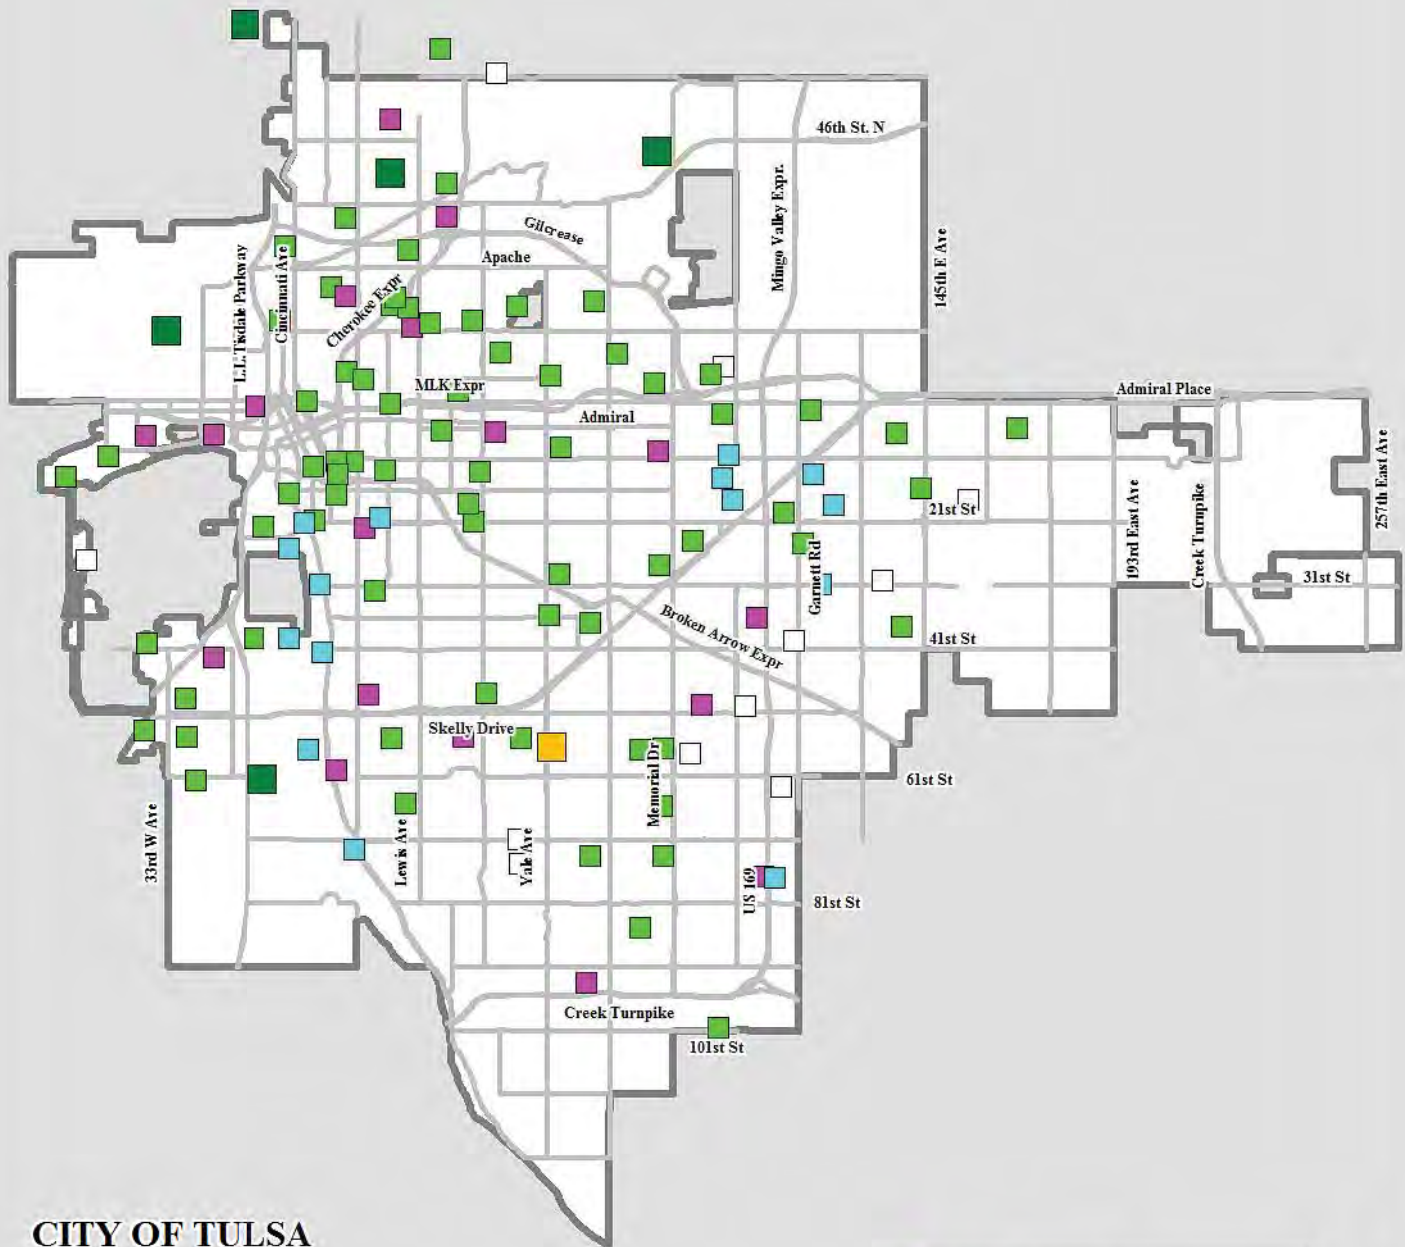 46th St. N
Mingo Valley Expr.
Gilcrease
Apache
L.L. Tisdale Parkway
Cincinnati Ave
Cherokee Expr
145th E Ave
MLK Expr
Admiral Place
Admiral
257th East Ave
193rd East Ave
Creek Turnpike
21st St
Garnett Rd
31st St
Broken Arrow Expr
41st St
Skelly Drive
Memorial Dr
61st St
33rd W Ave
Lewis Ave
Yale Ave
US 169
81st St
Creek Turnpike
101st St
CITY OF TULSA